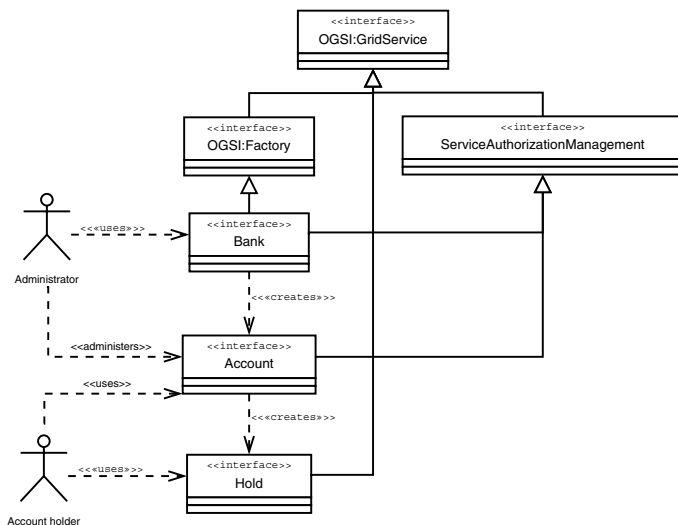 <<interface>>
OGSI:GridService
<<interface>>
OGSI:Factory
<<interface>>
ServiceAuthorizationManagement
<<«uses»>>
<<interface>>
Bank
Administrator
<<«creates»>>
<<administers>>
<<interface>>
Account
<<uses>>
<<«creates»>>
<<«uses»>>
<<interface>>
Hold
Account holder